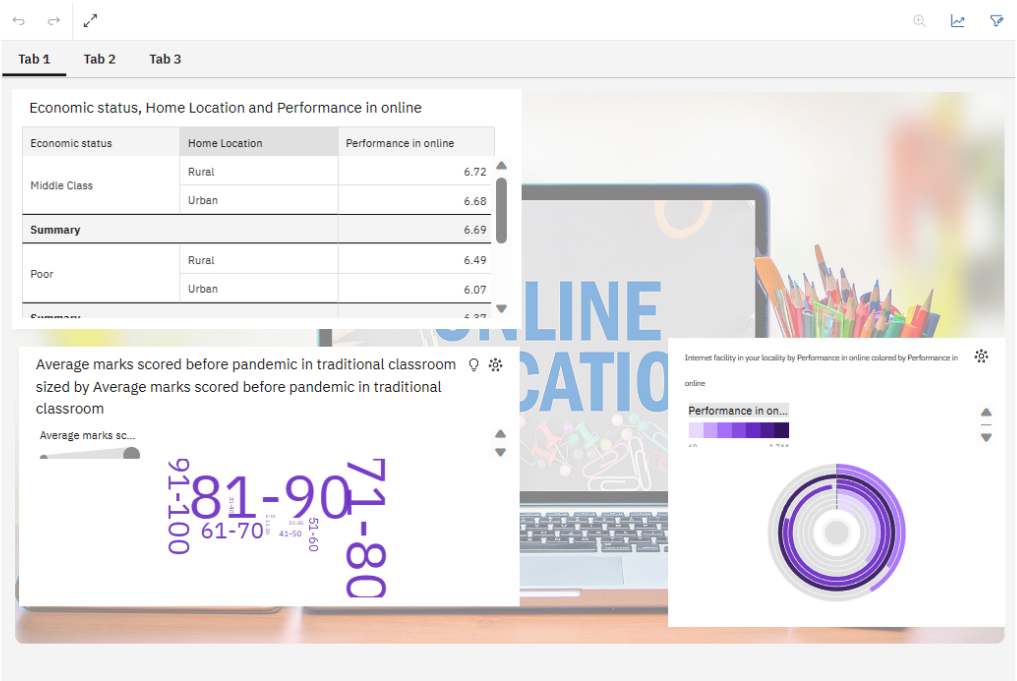 Tab 1
Tab 2
Tab 3
Economic status, Home Location and Performance in online
Economic status Home Location Performance in online
Middle Class Rural 6.72
Urban 6.68
Summary 6.69
Poor Rural 6.49
Urban 6.07
Summary 6.37
ONLINE
Average marks scored before pandemic in traditional classroom
sized by Average marks scored before pandemic in traditional
classroom
Average marks sc...
91-100
81-90
71-80
61-70
51-60
41-50
Internet facility in your locality by Performance in online colored by Performance in
online
Performance in on...